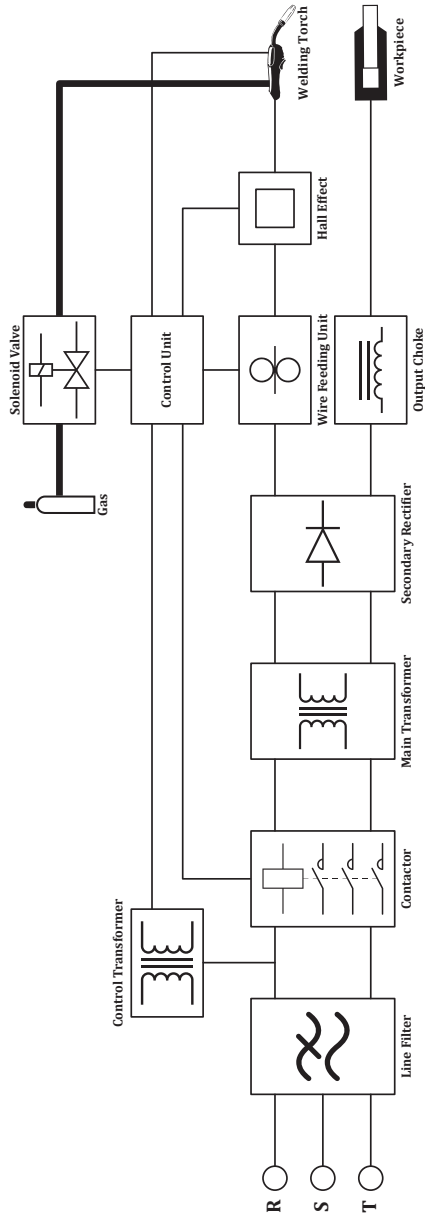 R
S
T
Line Filter
Control Transformer
Contactor
Main Transformer
Secondary Rectifier
Gas
Solenoid Valve
Control Unit
Wire Feeding Unit
Output Choke
Hall Effect
Welding Torch
Workpiece